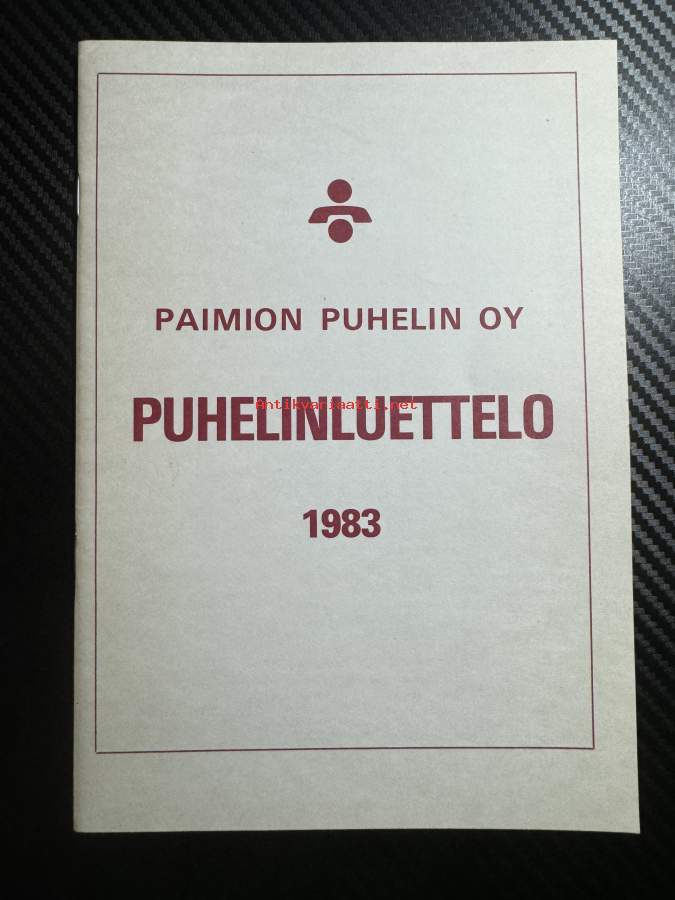 PAIMION PUHELIN OY
Antikvariaatti.net
PUHELINLUETTELO
1983